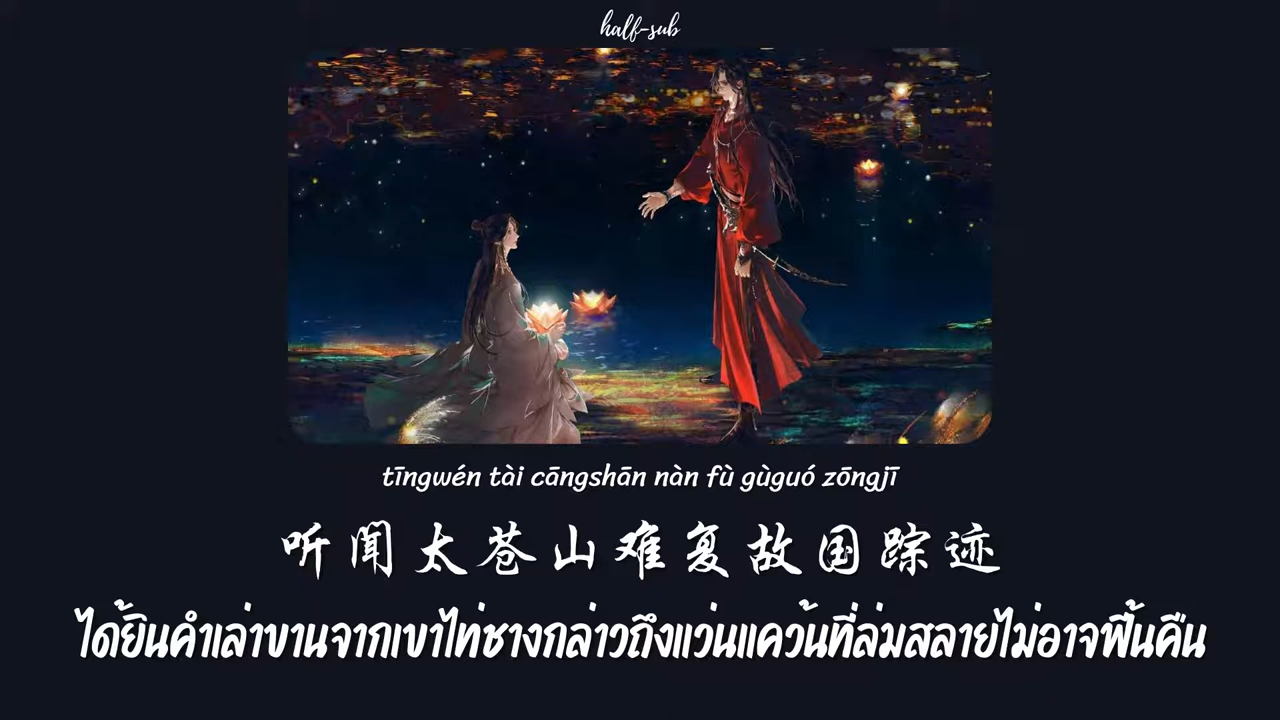 half-sub
tīngwén tài cāngshān nàn fù gùguó zōngjī
听闻太苍山难复故国踪迹
ได้ยินคำเล่าขานจากเขาไท่ชางกล่าวถึงแว่นแคว้นที่ล่มสลายไม่อาจฟื้นคืน